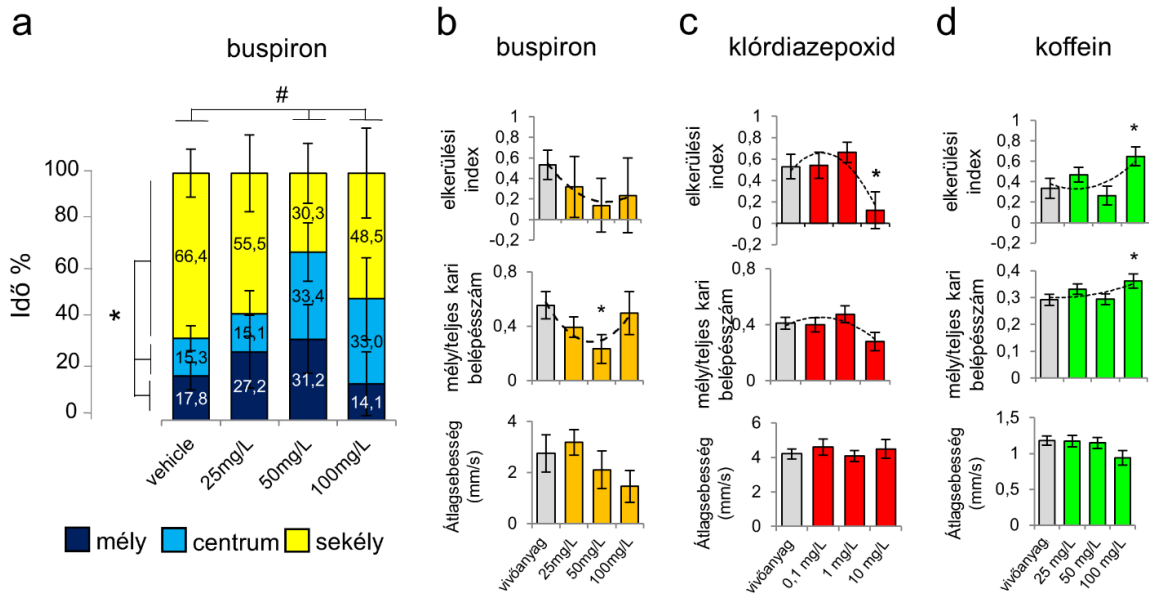 a
buspiron
#
Idő %
100
80
60
40
20
0
*
66,4
15,3
17,8
55,5
15,1
27,2
30,3
33,4
31,2
48,5
33,0
14,1
vehicle
25mg/L
50mg/L
100mg/L
mély
centrum
sekély
b
buspiron
elkerülési
index
1
0,8
0,6
0,4
0,2
0
-0,2
mély/teljes kari
belépésszám
0,8
0,4
0
*
Átlagsebesség
(mm/s)
4
2
0
vivőanyag
25mg/L
50mg/L
100mg/L
c
klórdiazepoxid
elkerülési
index
1
0,8
0,6
0,4
0,2
0
-0,2
*
mély/teljes kari
belépésszám
0,8
0,4
0
Átlagsebesség
(mm/s)
6
4
2
0
vivőanyag
0,1 mg/L
1 mg/L
10 mg/L
d
koffein
elkerülési
index
1
0,8
0,6
0,4
0,2
0
-0,2
*
mély/teljes kari
belépésszám
0,4
0,3
0,2
0,1
0
*
Átlagsebesség
(mm/s)
1,5
1
0,5
0
vivőanyag
25 mg/L
50 mg/L
100 mg/L